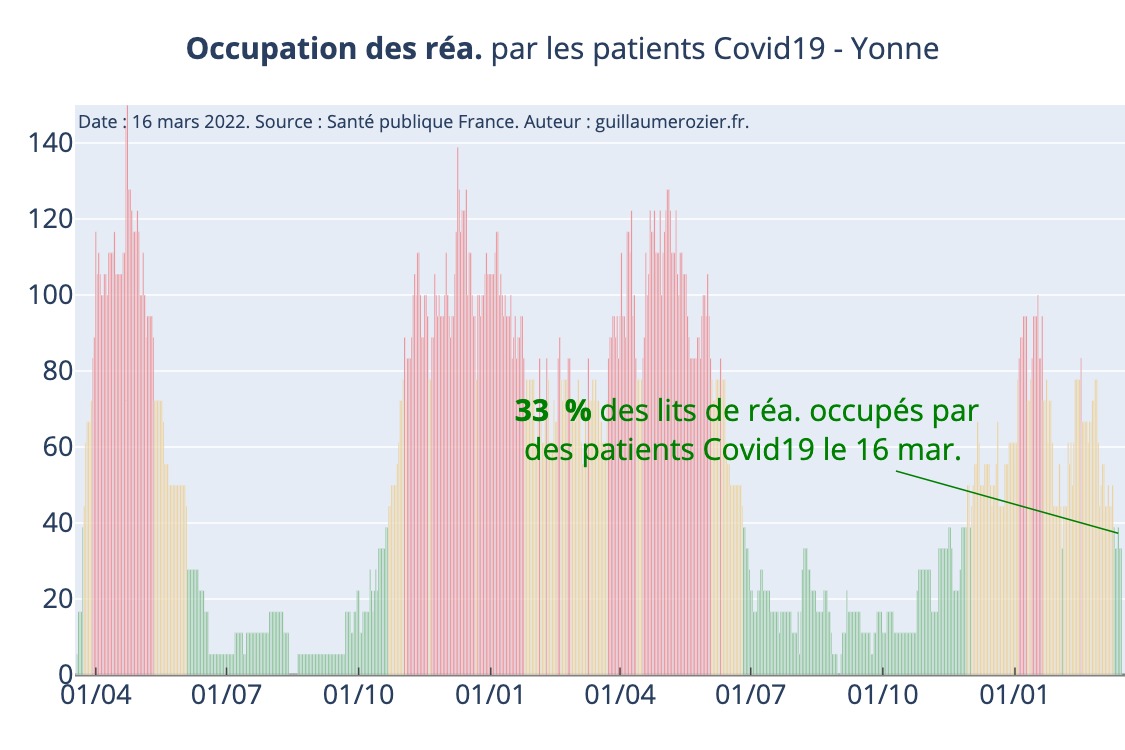 Occupation des réa. par les patients Covid19 - Yonne
Date : 16 mars 2022. Source : Santé publique France. Auteur : guillaumerozier.fr.
140
120
100
80
60
40
20
0
33 % des lits de réa. occupés par
des patients Covid19 le 16 mar.
01/04 01/07 01/10 01/01 01/04 01/07 01/10 01/01